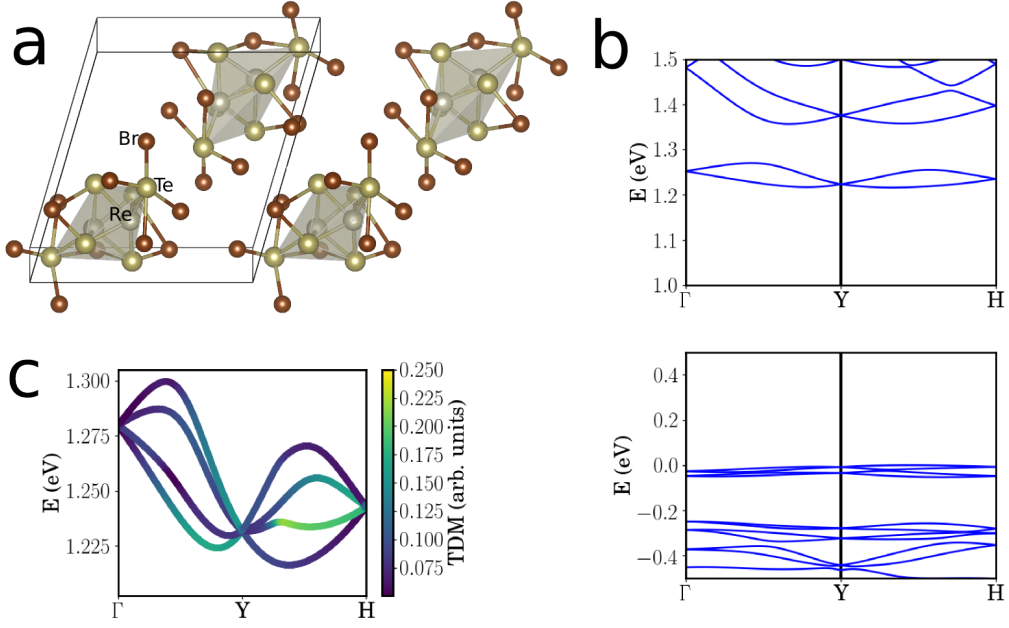 a
Br
Te
Re
b
E (eV)
1.5
1.4
1.3
1.2
1.1
1.0
Γ Y H
E (eV)
0.4
0.2
0.0
−0.2
−0.4
Γ Y H
c
E (eV)
1.300
1.275
1.250
1.225
Γ Y H
0.250
0.225
0.200
0.175
0.150
0.125
0.100
0.075
TDM (arb. units)